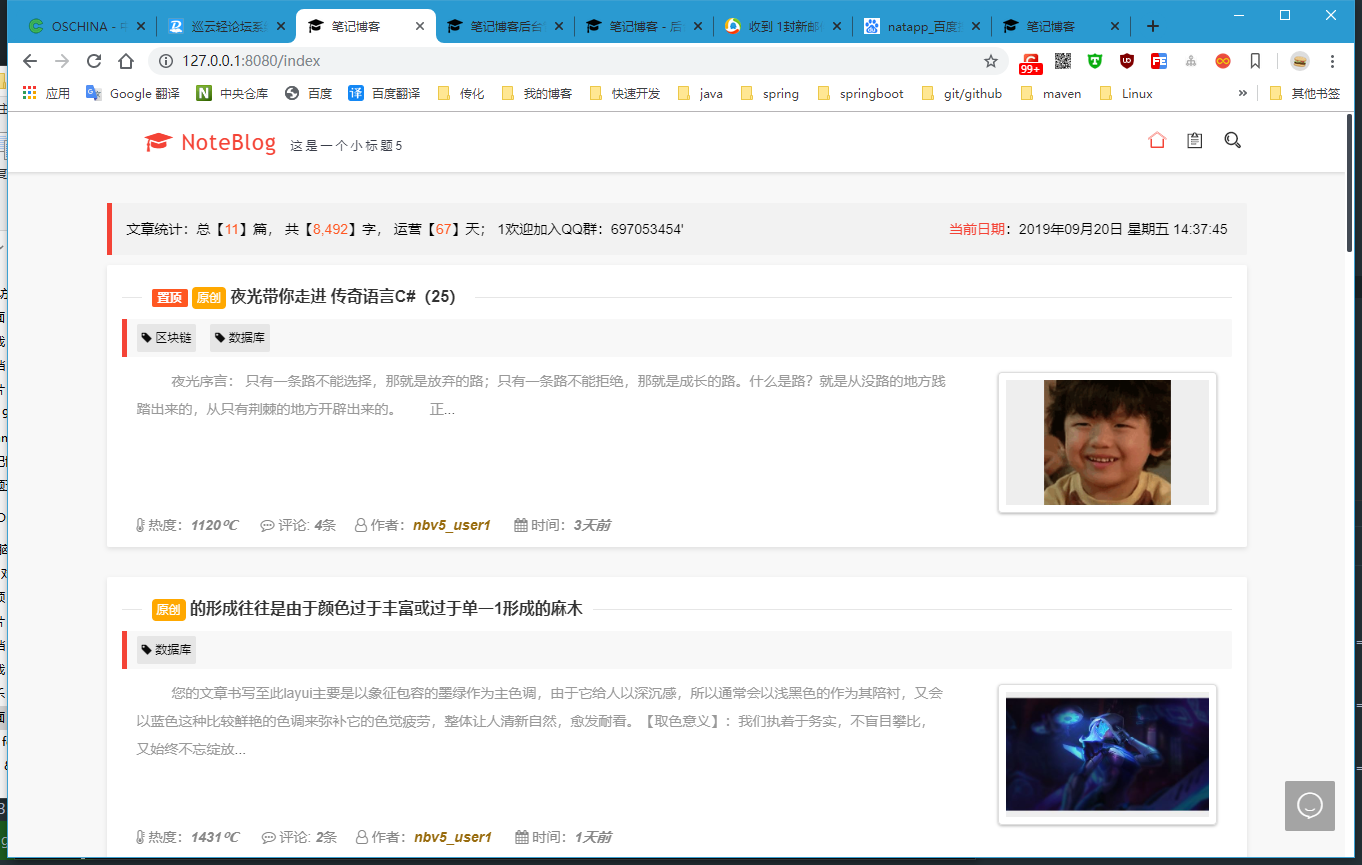 OSCHINA - 中
巡云轻论坛系统
笔记博客
笔记博客后台
笔记博客 - 后
收到 1封新邮件
natapp_百度
笔记博客
127.0.0.1:8080/index
99+
应用 Google 翻译 中央仓库 百度 百度翻译 传化 我的博客 快速开发 java spring springboot git/github maven Linux » 其他书签
NoteBlog 这是一个小标题5
文章统计：总【11】篇， 共【8,492】字， 运营【67】天； 1欢迎加入QQ群：697053454'
当前日期：2019年09月20日 星期五 14:37:45
置顶 原创 夜光带你走进 传奇语言C#（25）
区块链 数据库
夜光序言： 只有一条路不能选择，那就是放弃的路；只有一条路不能拒绝，那就是成长的路。什么是路？就是从没路的地方践
踏出来的，从只有荆棘的地方开辟出来的。 正...
热度：1120℃ 评论: 4条 作者：nbv5_user1 时间：3天前
原创 的形成往往是由于颜色过于丰富或过于单一1形成的麻木
数据库
您的文章书写至此layui主要是以象征包容的墨绿作为主色调，由于它给人以深沉感，所以通常会以浅黑色的作为其陪衬，又会
以蓝色这种比较鲜艳的色调来弥补它的色觉疲劳，整体让人清新自然，愈发耐看。【取色意义】：我们执着于务实，不盲目攀比，
又始终不忘绽放...
热度：1431℃ 评论: 2条 作者：nbv5_user1 时间：1天前